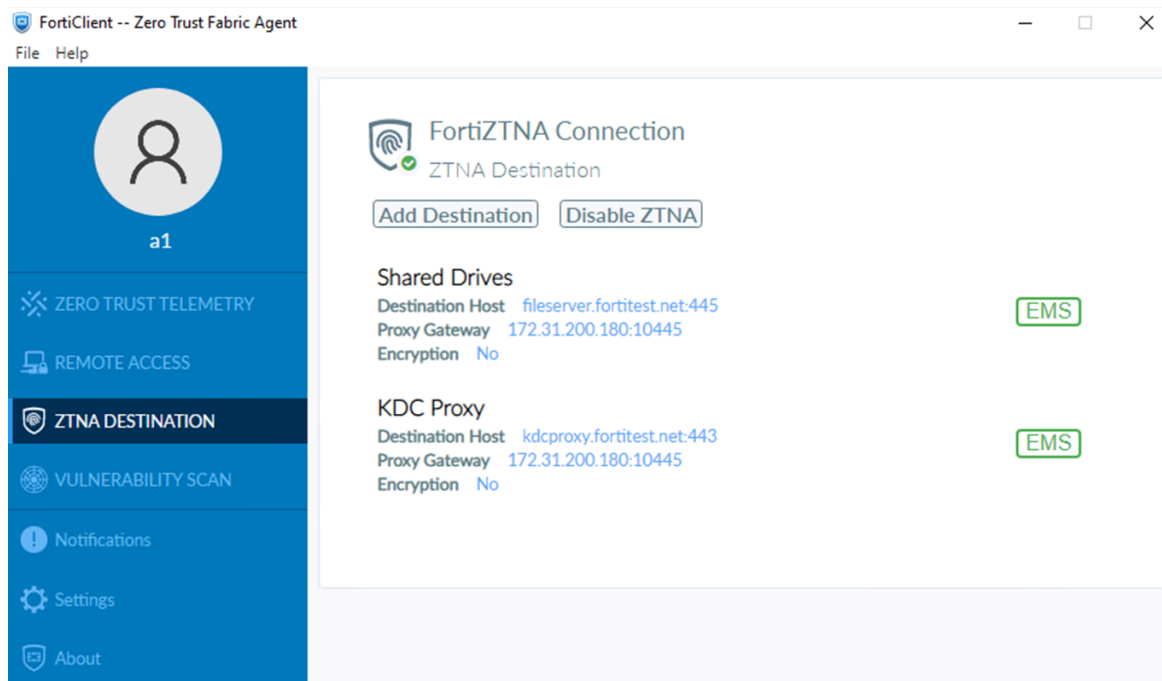 FortiClient -- Zero Trust Fabric Agent
File Help
a1
ZERO TRUST TELEMETRY
REMOTE ACCESS
ZTNA DESTINATION
VULNERABILITY SCAN
Notifications
Settings
About
FortiZTNA Connection
ZTNA Destination
Add Destination Disable ZTNA
Shared Drives
Destination Host fileserver.fortitest.net:445
Proxy Gateway 172.31.200.180:10445
Encryption No
EMS
KDC Proxy
Destination Host kdcproxy.fortitest.net:443
Proxy Gateway 172.31.200.180:10445
Encryption No
EMS